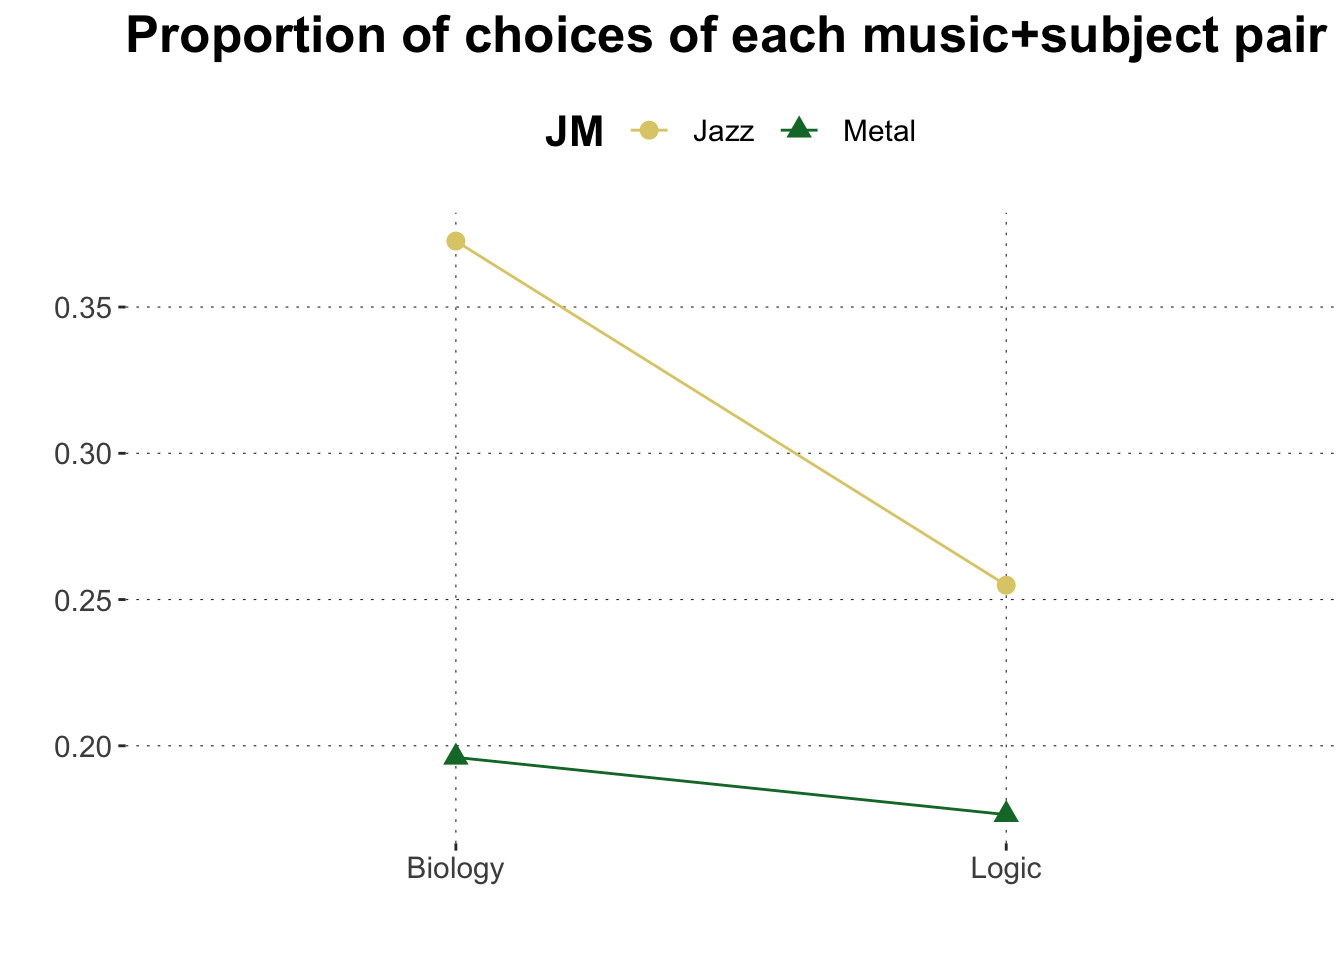 Proportion of choices of each music+subject pair
JM Jazz Metal
0.35
0.30
0.25
0.20
Biology Logic